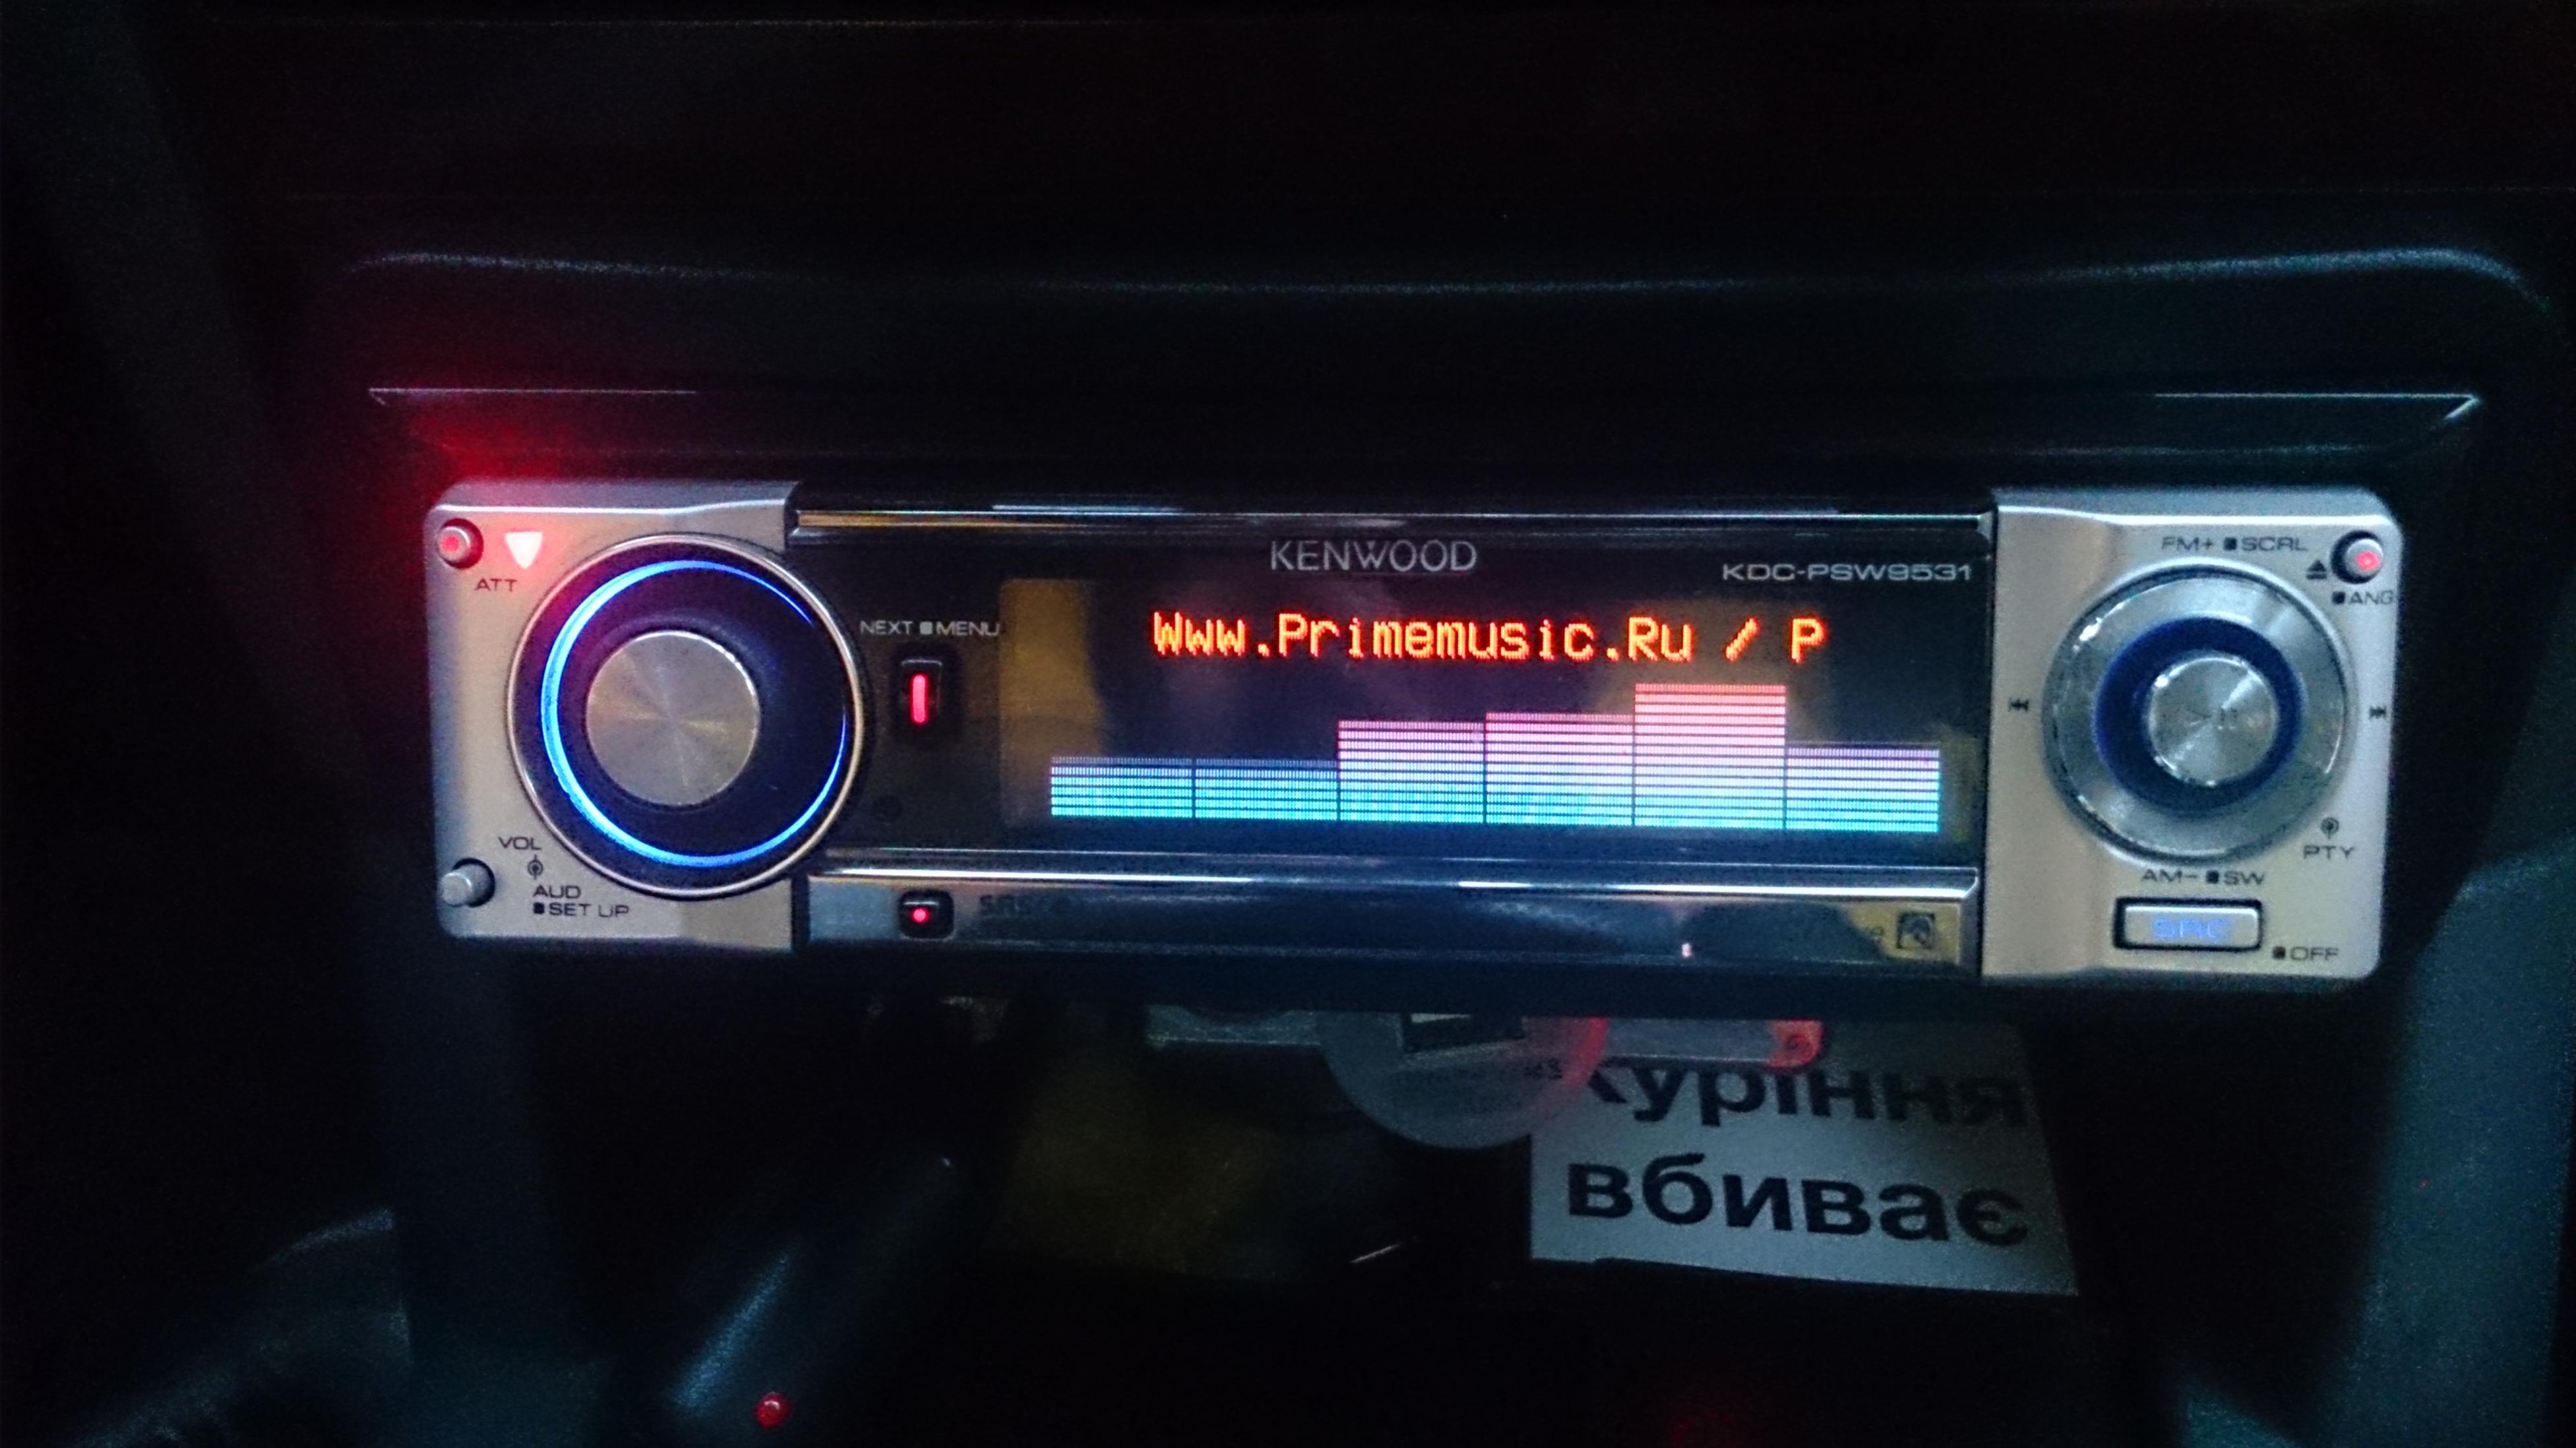 KENWOOD
KDC-PSW9531
ATT
NEXT ■ MENU
Www.Primemusic.Ru / P
FM+ ■ SCRL
■ ANG
VOL
AUD
■ SET UP
PTY
AM- ■ SW
SRC
■ OFF
Куріння
вбиває